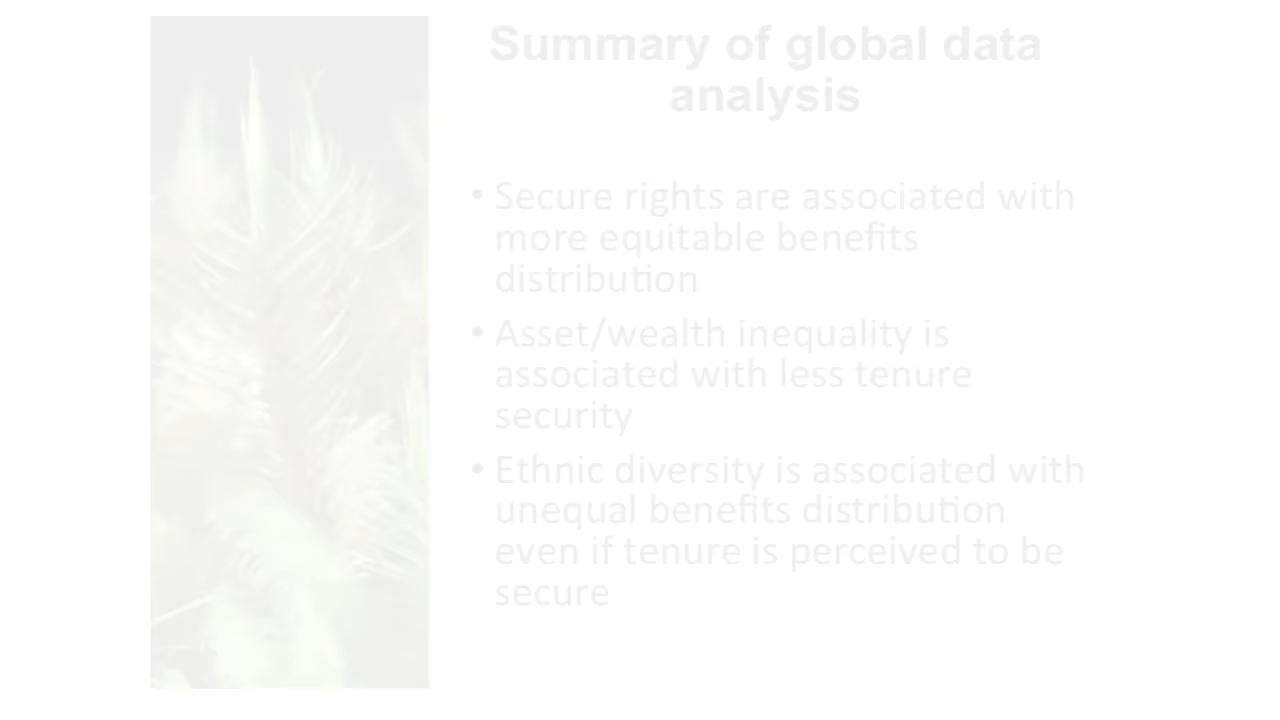 Summary of global data
analysis
• Secure rights are associated with
more equitable benefits
distribution
• Asset/wealth inequality is
associated with less tenure
security
• Ethnic diversity is associated with
unequal benefits distribution
even if tenure is perceived to be
secure